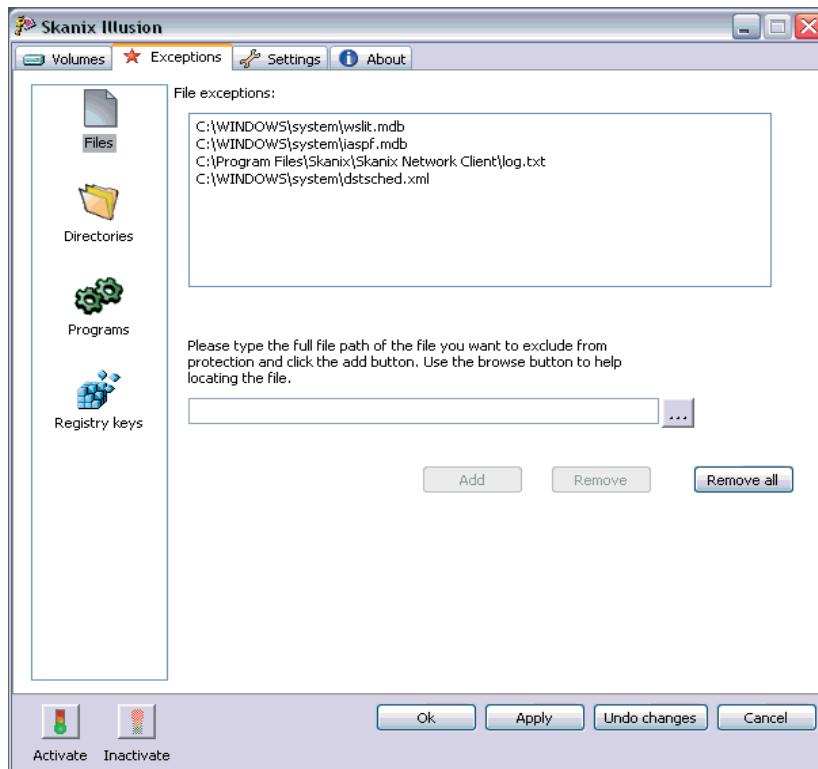 Skanix Illusion
Volumes Exceptions Settings About
Files
Directories
Programs
Registry keys
File exceptions:
C:\WINDOWS\system\wslit.mdb
C:\WINDOWS\system\iaspf.mdb
C:\Program Files\Skanix\Skanix Network Client\log.txt
C:\WINDOWS\system\dstsched.xml
Please type the full file path of the file you want to exclude from
protection and click the add button. Use the browse button to help
locating the file.
...
Add Remove Remove all
Activate Inactivate
Ok Apply Undo changes Cancel